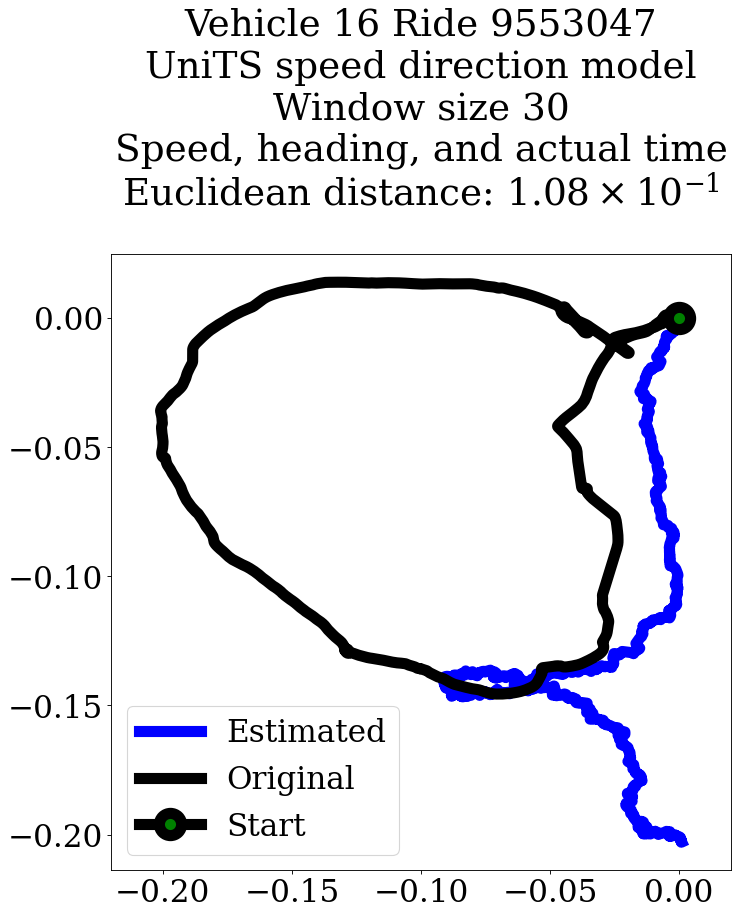 Vehicle 16 Ride 9553047
UniTS speed direction model
Window size 30
Speed, heading, and actual time
Euclidean distance: 1.08 × 10⁻¹
0.00
−0.05
−0.10
−0.15
−0.20
Estimated
Original
Start
−0.20 −0.15 −0.10 −0.05 0.00